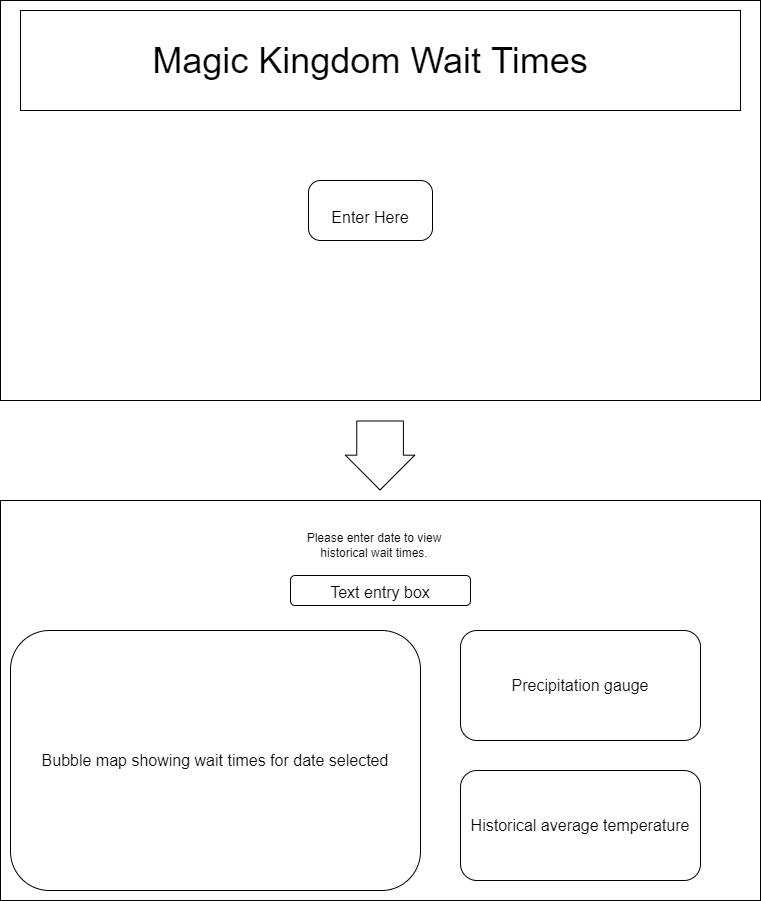 Magic Kingdom Wait Times
Enter Here
Please enter date to view
historical wait times.
Text entry box
Bubble map showing wait times for date selected
Precipitation gauge
Historical average temperature